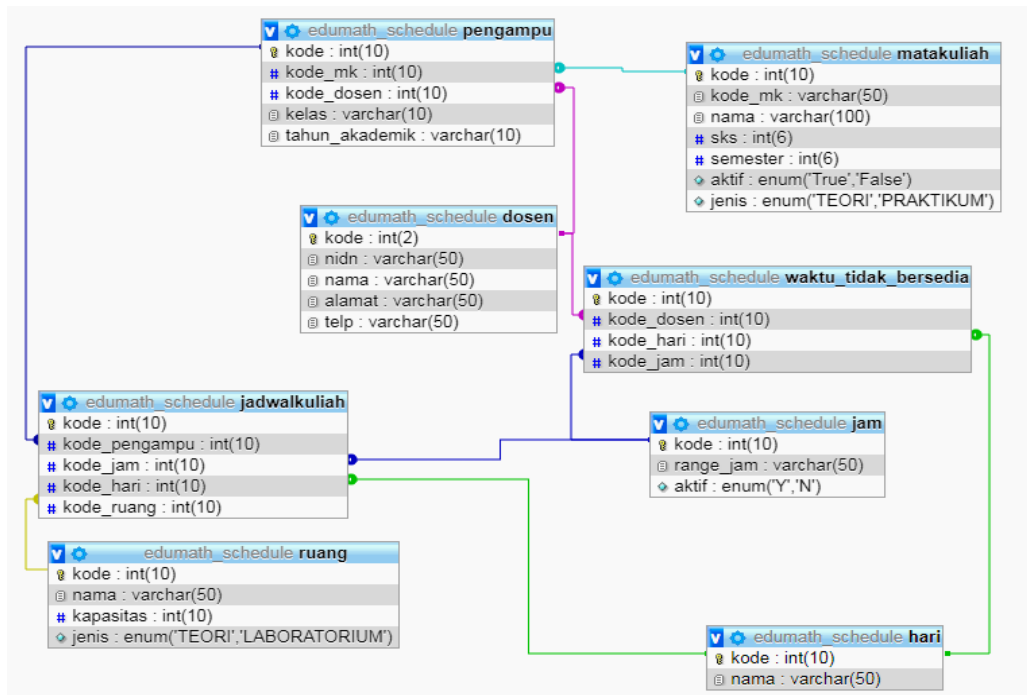 edumath_schedule pengampu
kode : int(10)
# kode_mk : int(10)
# kode_dosen : int(10)
kelas : varchar(10)
tahun_akademik : varchar(10)
edumath_schedule matakuliah
kode : int(10)
kode_mk : varchar(50)
nama : varchar(100)
# sks : int(6)
# semester : int(6)
aktif : enum('True','False')
jenis : enum('TEORI','PRAKTIKUM')
edumath_schedule dosen
kode : int(2)
nidn : varchar(50)
nama : varchar(50)
alamat : varchar(50)
telp : varchar(50)
edumath_schedule waktu_tidak_bersedia
kode : int(10)
# kode_dosen : int(10)
# kode_hari : int(10)
# kode_jam : int(10)
edumath_schedule jadwalkuliah
kode : int(10)
# kode_pengampu : int(10)
# kode_jam : int(10)
# kode_hari : int(10)
# kode_ruang : int(10)
edumath_schedule jam
kode : int(10)
range_jam : varchar(50)
aktif : enum('Y','N')
edumath_schedule ruang
kode : int(10)
nama : varchar(50)
# kapasitas : int(10)
jenis : enum('TEORI','LABORATORIUM')
edumath_schedule hari
kode : int(10)
nama : varchar(50)